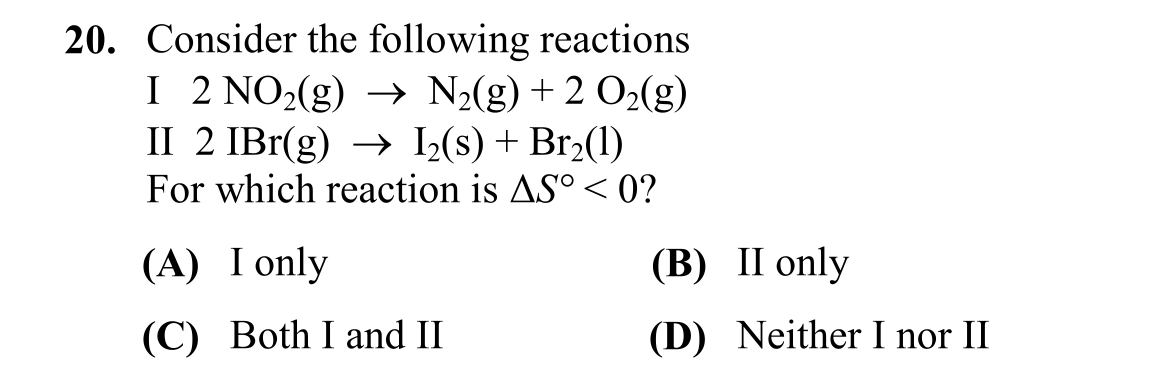 20. Consider the following reactions
I 2 NO₂(g) → N₂(g) + 2 O₂(g)
II 2 IBr(g) → I₂(s) + Br₂(l)
For which reaction is ΔS° < 0?
(A) I only (B) II only
(C) Both I and II (D) Neither I nor II